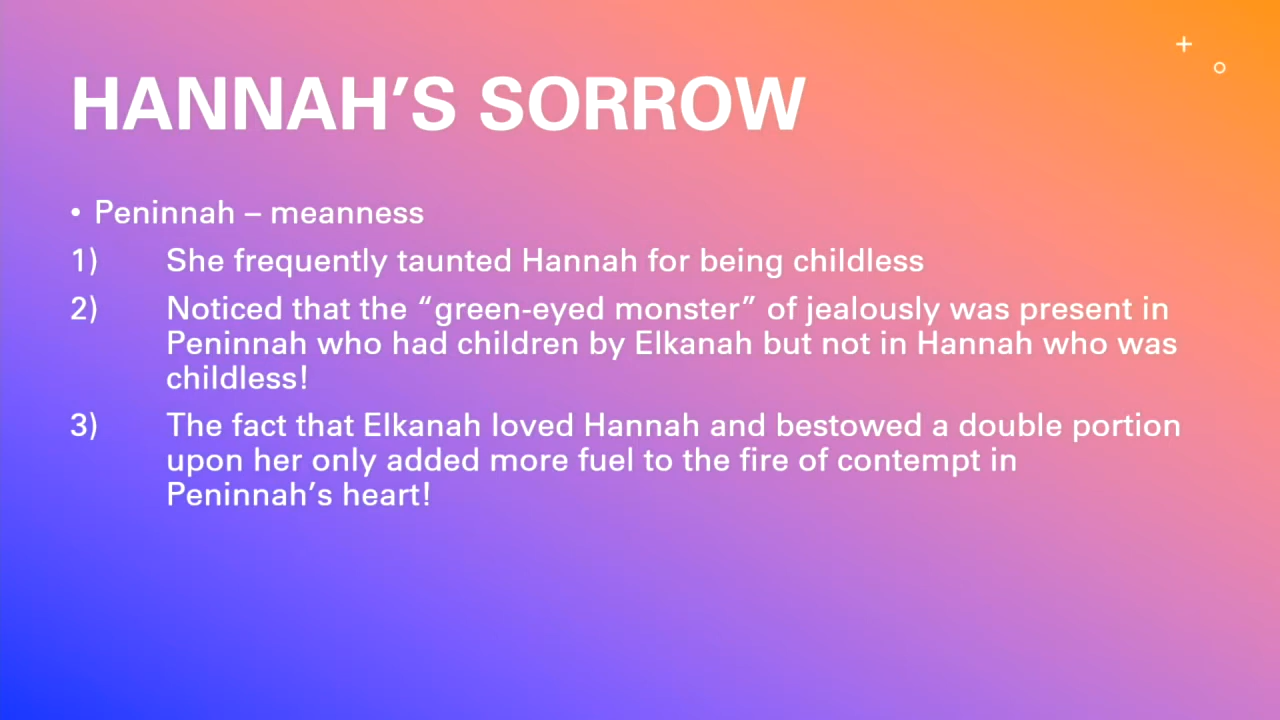 HANNAH’S SORROW
• Peninnah – meanness
1) She frequently taunted Hannah for being childless
2) Noticed that the “green-eyed monster” of jealously was present in
Peninnah who had children by Elkanah but not in Hannah who was
childless!
3) The fact that Elkanah loved Hannah and bestowed a double portion
upon her only added more fuel to the fire of contempt in
Peninnah’s heart!